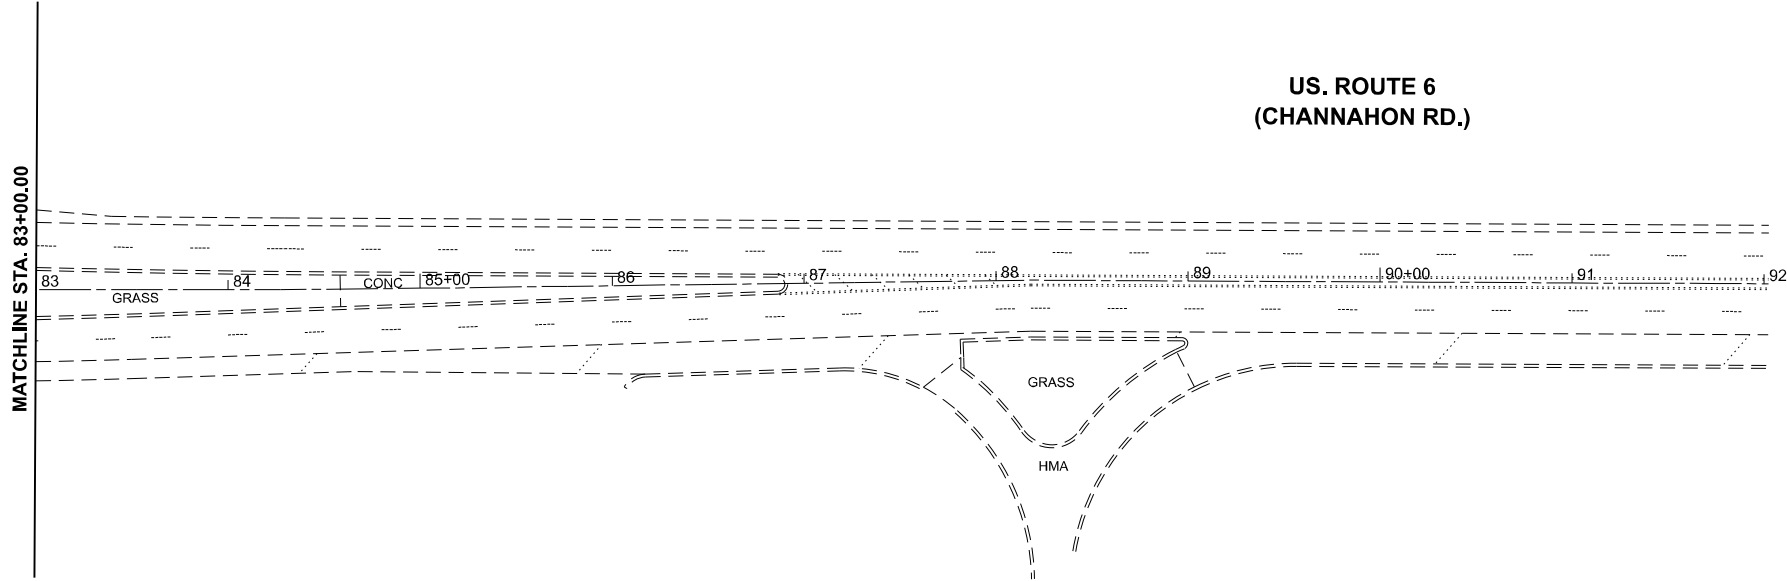 US. ROUTE 6
(CHANNAHON RD.)
MATCHLINE STA. 83+00.00
83 84 85+00 86 87 88 89 90+00 91 92
GRASS CONC
GRASS
HMA